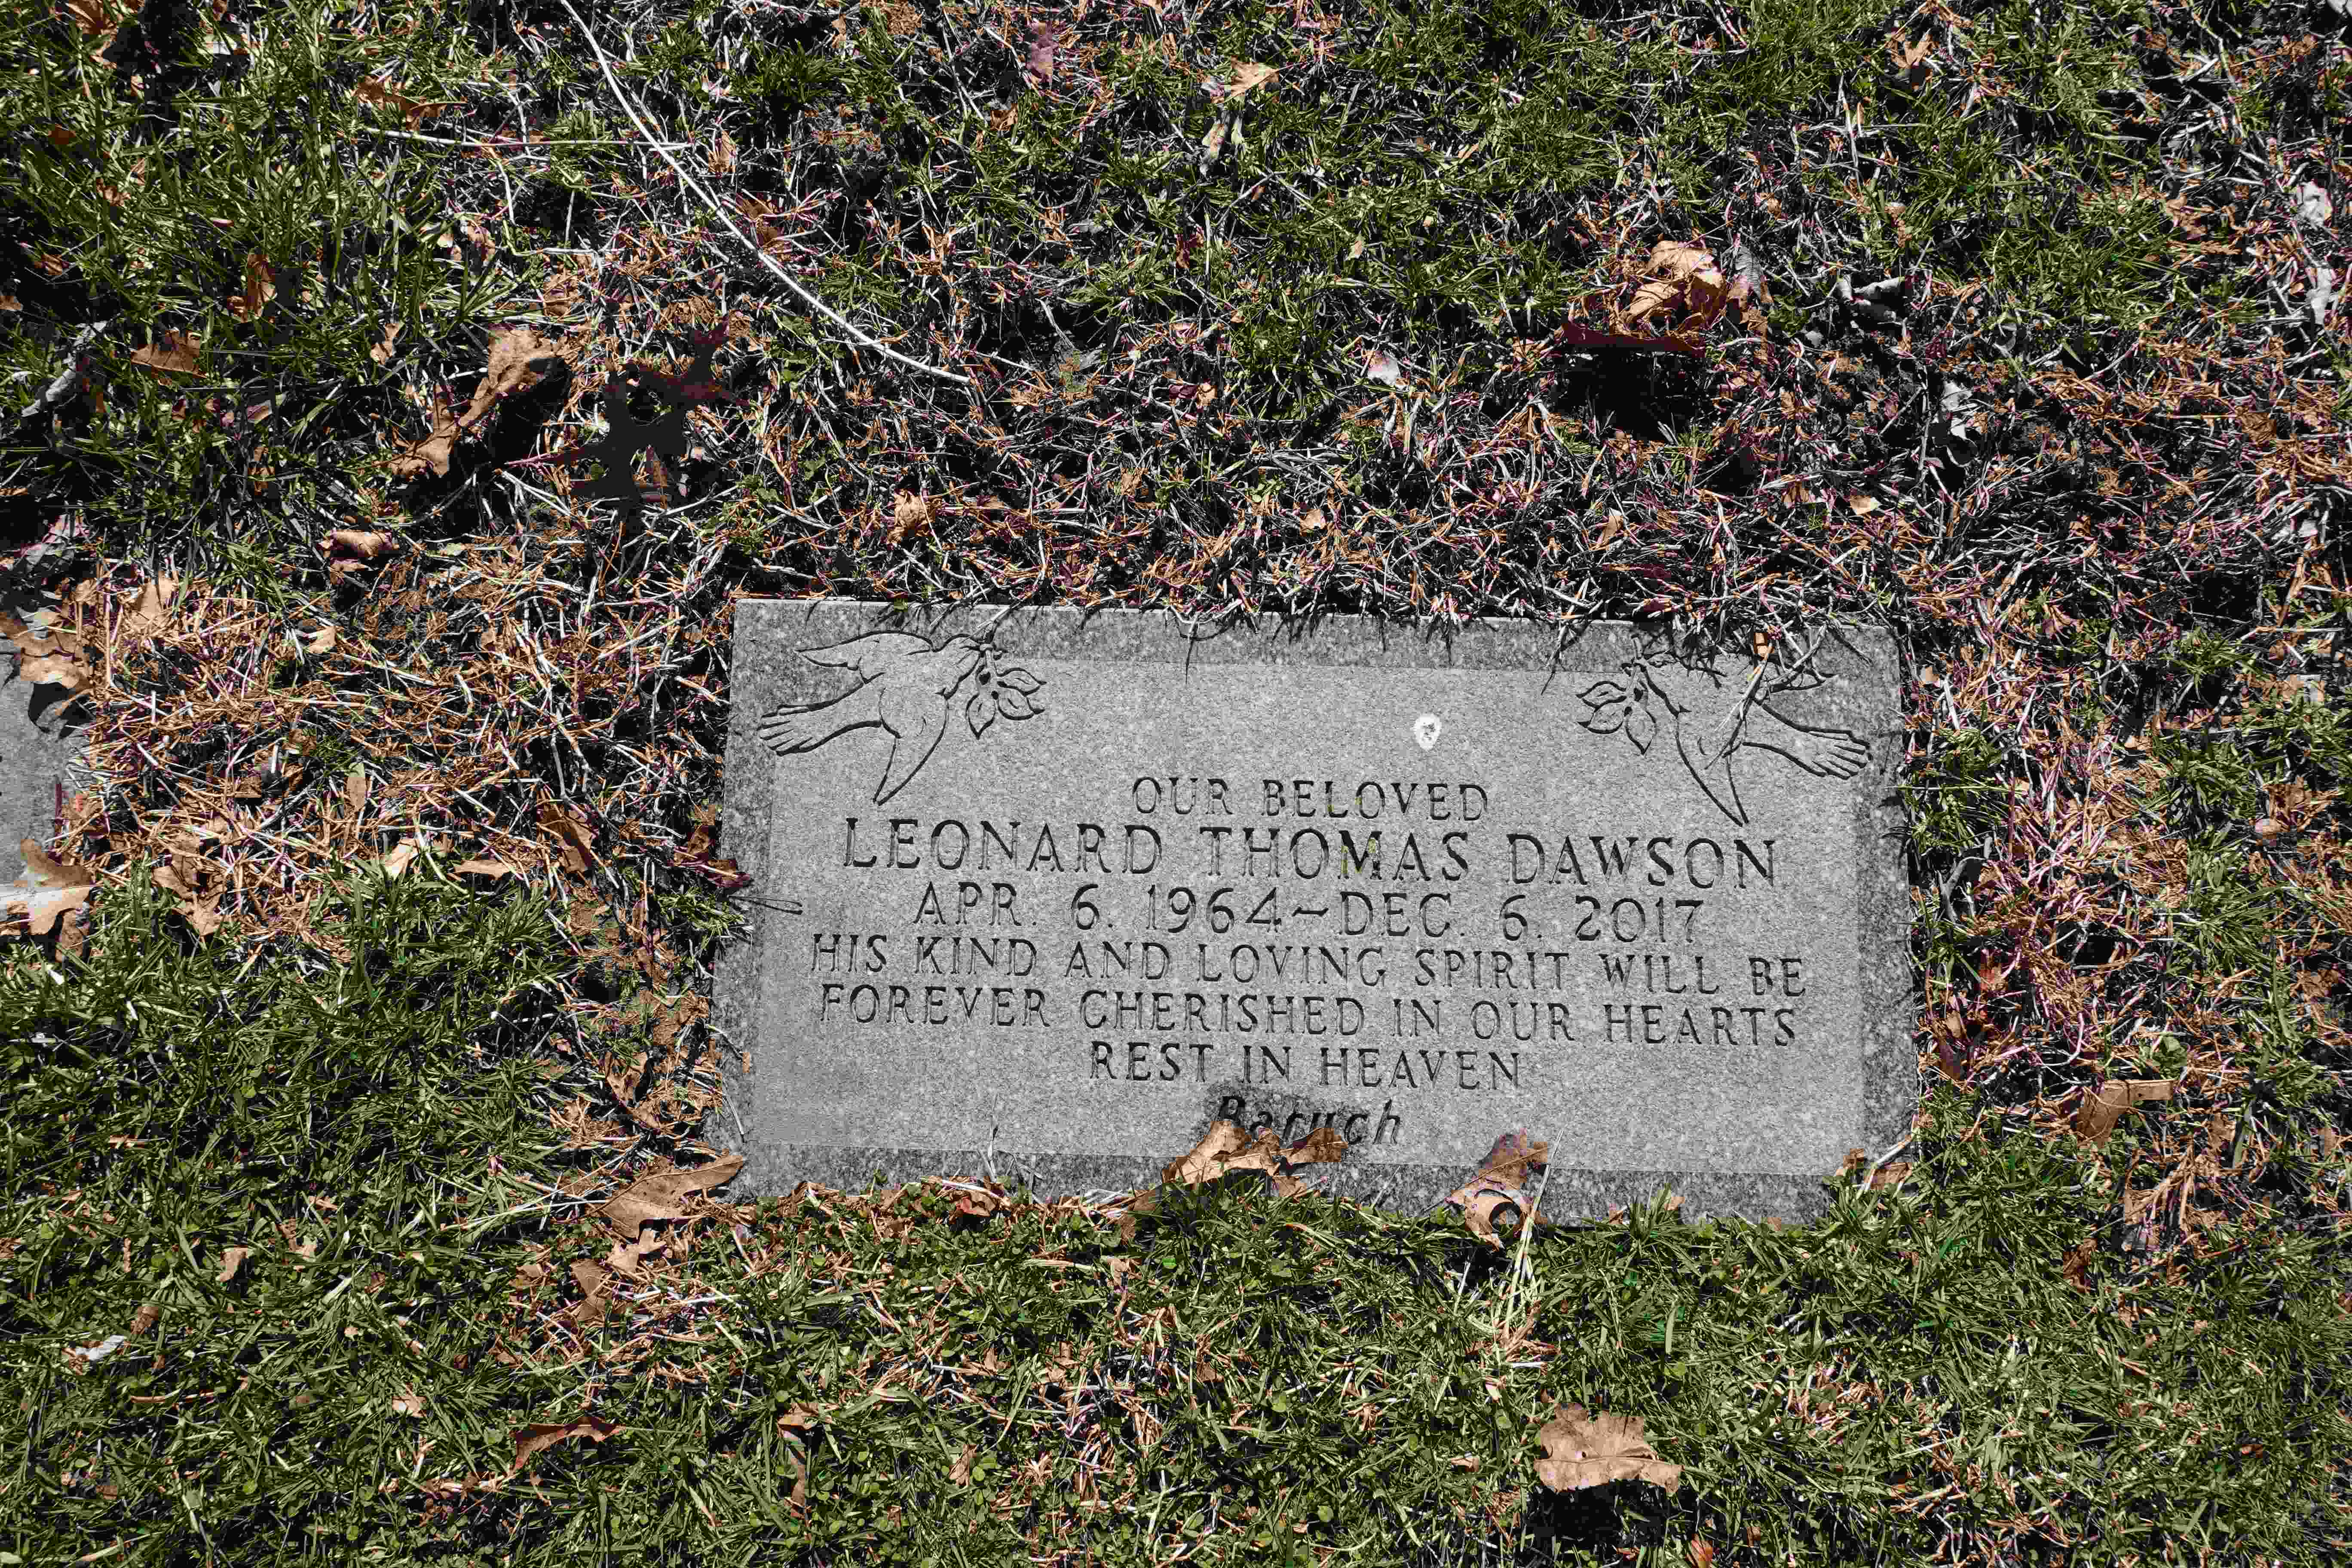 OUR BELOVED
LEONARD THOMAS DAWSON
APR. 6. 1964~DEC. 6. 2017
HIS KIND AND LOVING SPIRIT WILL BE
FOREVER CHERISHED IN OUR HEARTS
REST IN HEAVEN
Baruch